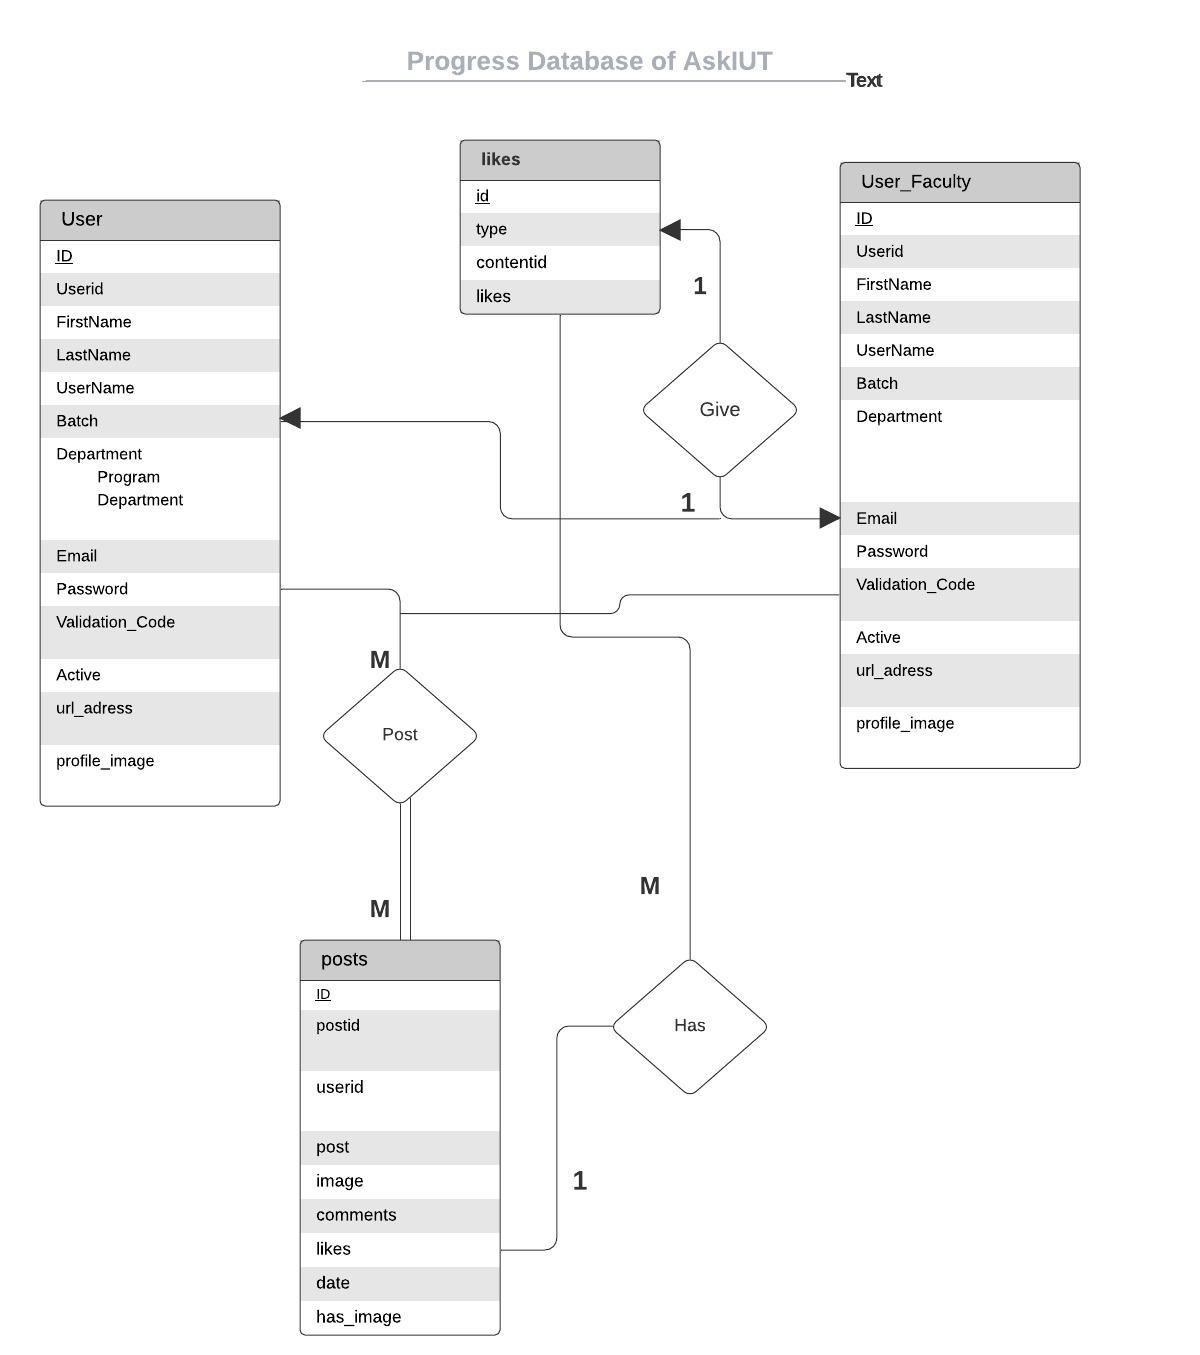 Progress Database of AskIUT
Text
likes
id
type
contentid
likes
User_Faculty
ID
Userid
FirstName
LastName
UserName
Batch
Department
Email
Password
Validation_Code
Active
url_adress
profile_image
User
ID
Userid
FirstName
LastName
UserName
Batch
Department
Program
Department
Email
Password
Validation_Code
Active
url_adress
profile_image
1
Give
1
M
Post
M
M
Has
1
posts
ID
postid
userid
post
image
comments
likes
date
has_image